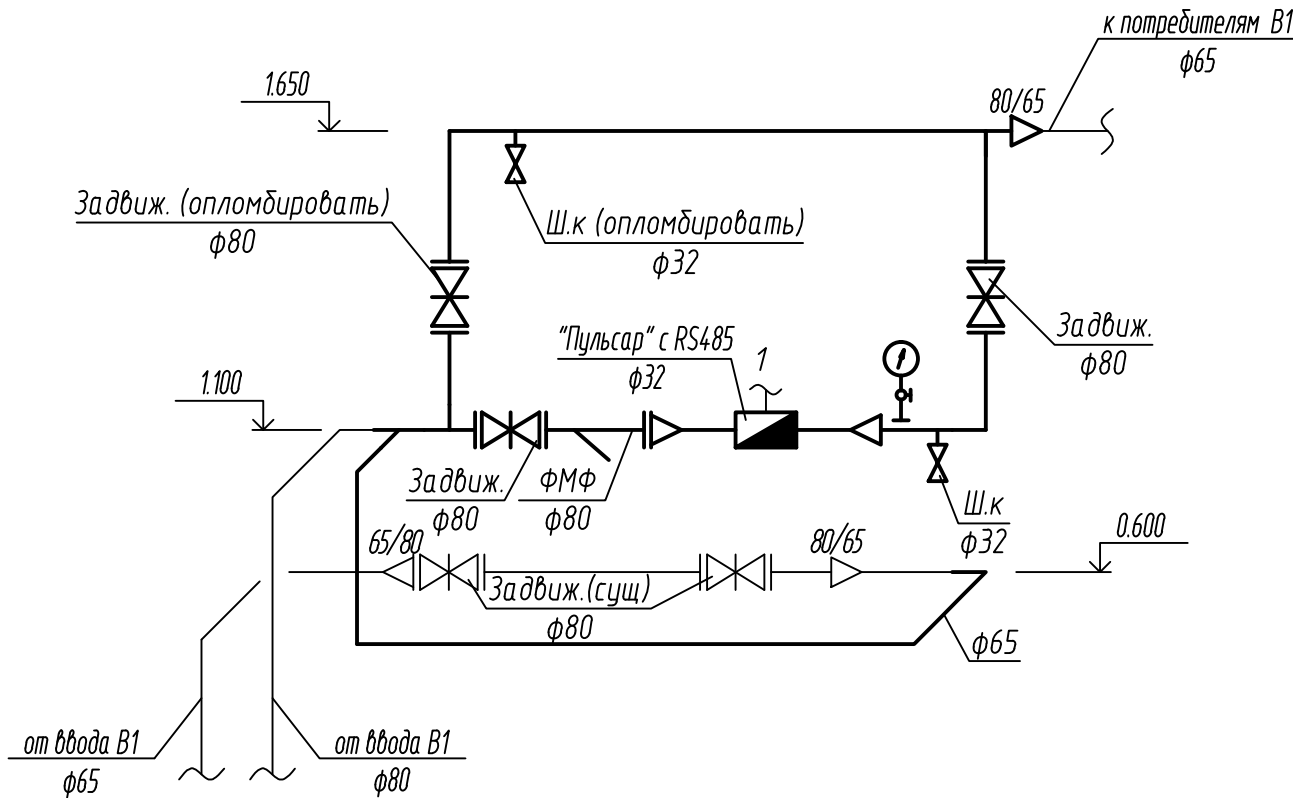 к потребителям В1
ф65
1.650
80/65
Задвиж. (опломбировать)
ф80
Ш.к (опломбировать)
ф32
"Пульсар" с RS485
ф32
1
Задвиж.
ф80
1.100
Задвиж.
ф80
ФМФ
ф80
Ш.к
ф32
65/80
80/65
0.600
Задвиж.(сущ)
ф80
ф65
от ввода В1
ф65
от ввода В1
ф80